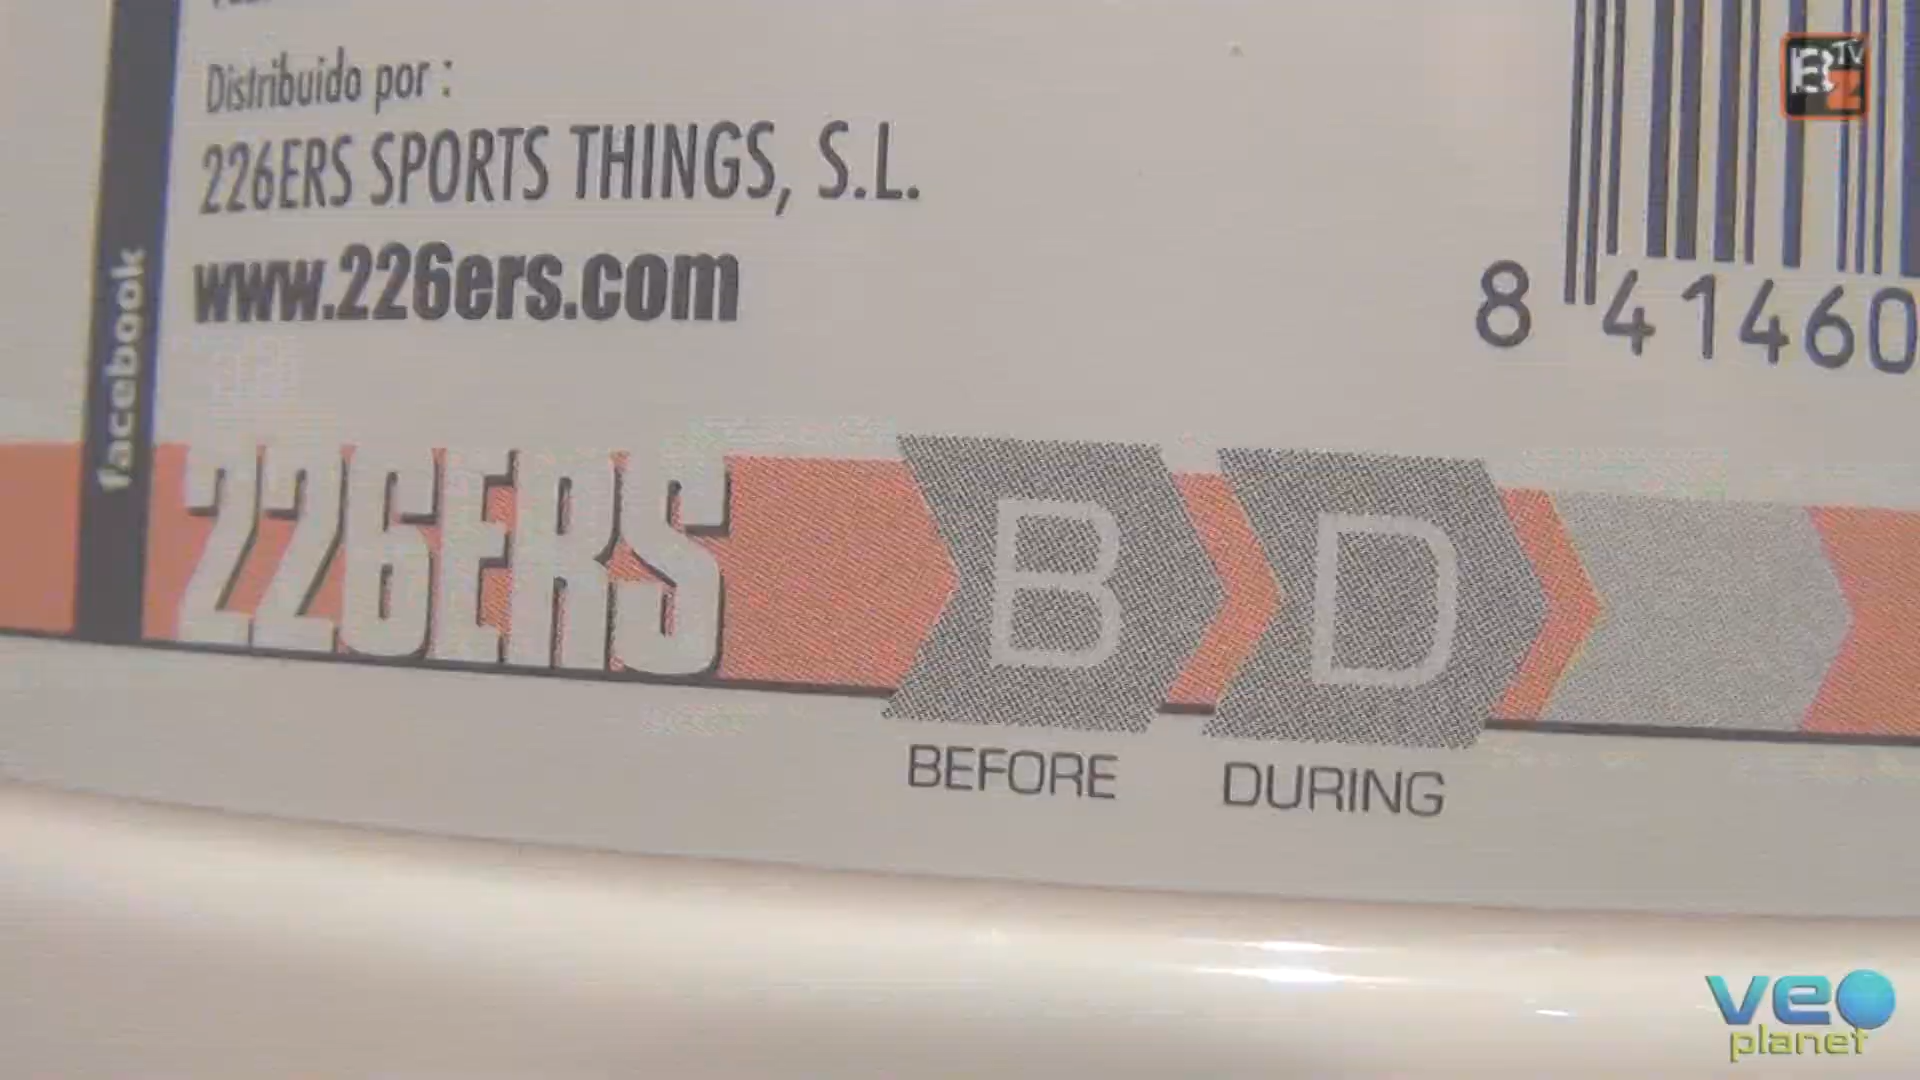 Distribuido por :
226ERS SPORTS THINGS, S.L.
www.226ers.com
8 41460
facebook
226ERS
B
D
BEFORE
DURING
TV
veo
planet